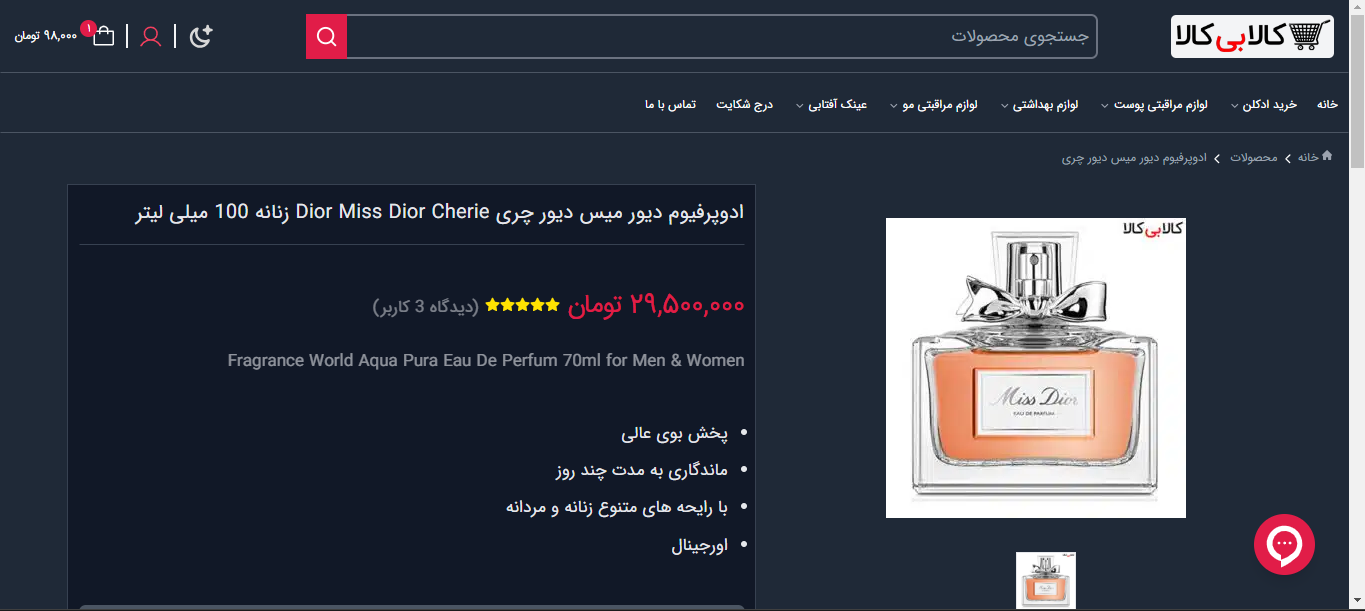 کالابی‌کالا
جستجوی محصولات
۱
۹۸,۰۰۰ تومان
خانه
خرید ادکلن
لوازم مراقبتی پوست
لوازم بهداشتی
لوازم مراقبتی مو
عینک آفتابی
درج شکایت
تماس با ما
خانه
محصولات
ادوپرفیوم دیور میس دیور چری
کالابی‌کالا
Miss Dior
EAU DE PARFUM
ادوپرفیوم دیور میس دیور چری Dior Miss Dior Cherie زنانه 100 میلی لیتر
۲۹,۵۰۰,۰۰۰ تومان (دیدگاه 3 کاربر)
Fragrance World Aqua Pura Eau De Perfum 70ml for Men & Women
پخش بوی عالی
ماندگاری به مدت چند روز
با رایحه های متنوع زنانه و مردانه
اورجینال